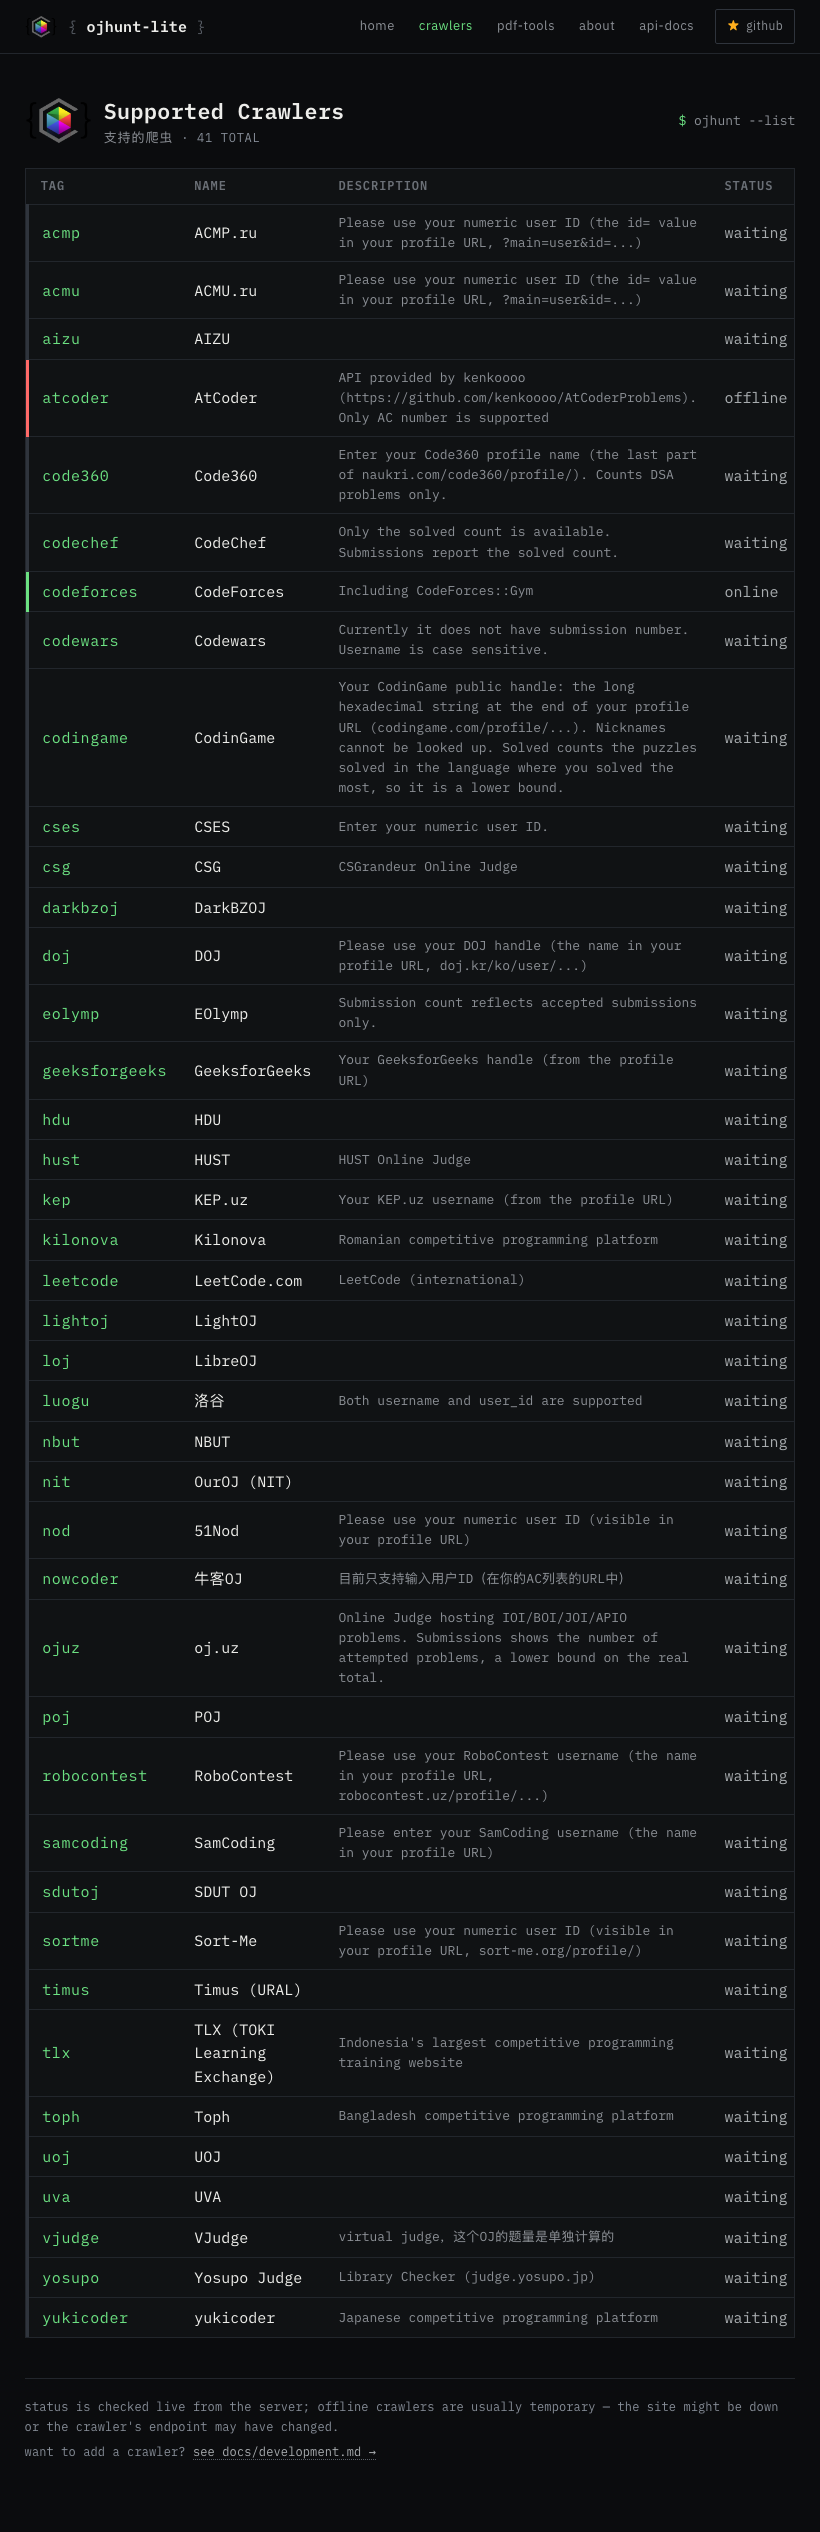 { ojhunt-lite }
home crawlers pdf-tools about api-docs ★ github
Supported Crawlers
支持的爬虫 · 41 TOTAL
$ ojhunt --list
TAG NAME DESCRIPTION STATUS
acmp ACMP.ru Please use your numeric user ID (the id= value
in your profile URL, ?main=user&id=...) waiting
acmu ACMU.ru Please use your numeric user ID (the id= value
in your profile URL, ?main=user&id=...) waiting
aizu AIZU waiting
atcoder AtCoder API provided by kenkoooo
(https://github.com/kenkoooo/AtCoderProblems).
Only AC number is supported offline
code360 Code360 Enter your Code360 profile name (the last part
of naukri.com/code360/profile/). Counts DSA
problems only. waiting
codechef CodeChef Only the solved count is available.
Submissions report the solved count. waiting
codeforces CodeForces Including CodeForces::Gym online
codewars Codewars Currently it does not have submission number.
Username is case sensitive. waiting
codingame CodinGame Your CodinGame public handle: the long
hexadecimal string at the end of your profile
URL (codingame.com/profile/...). Nicknames
cannot be looked up. Solved counts the puzzles
solved in the language where you solved the
most, so it is a lower bound. waiting
cses CSES Enter your numeric user ID. waiting
csg CSG CSGrandeur Online Judge waiting
darkbzoj DarkBZOJ waiting
doj DOJ Please use your DOJ handle (the name in your
profile URL, doj.kr/ko/user/...) waiting
eolymp EOlymp Submission count reflects accepted submissions
only. waiting
geeksforgeeks GeeksforGeeks Your GeeksforGeeks handle (from the profile
URL) waiting
hdu HDU waiting
hust HUST HUST Online Judge waiting
kep KEP.uz Your KEP.uz username (from the profile URL) waiting
kilonova Kilonova Romanian competitive programming platform waiting
leetcode LeetCode.com LeetCode (international) waiting
lightoj LightOJ waiting
loj LibreOJ waiting
luogu 洛谷 Both username and user_id are supported waiting
nbut NBUT waiting
nit OurOJ (NIT) waiting
nod 51Nod Please use your numeric user ID (visible in
your profile URL) waiting
nowcoder 牛客OJ 目前只支持输入用户ID（在你的AC列表的URL中） waiting
ojuz oj.uz Online Judge hosting IOI/BOI/JOI/APIO
problems. Submissions shows the number of
attempted problems, a lower bound on the real
total. waiting
poj POJ waiting
robocontest RoboContest Please use your RoboContest username (the name
in your profile URL,
robocontest.uz/profile/...) waiting
samcoding SamCoding Please enter your SamCoding username (the name
in your profile URL) waiting
sdutoj SDUT OJ waiting
sortme Sort-Me Please use your numeric user ID (visible in
your profile URL, sort-me.org/profile/) waiting
timus Timus (URAL) waiting
tlx TLX (TOKI
Learning
Exchange) Indonesia's largest competitive programming
training website waiting
toph Toph Bangladesh competitive programming platform waiting
uoj UOJ waiting
uva UVA waiting
vjudge VJudge virtual judge, 这个OJ的题量是单独计算的 waiting
yosupo Yosupo Judge Library Checker (judge.yosupo.jp) waiting
yukicoder yukicoder Japanese competitive programming platform waiting
status is checked live from the server; offline crawlers are usually temporary — the site might be down
or the crawler's endpoint may have changed.
want to add a crawler? see docs/development.md →